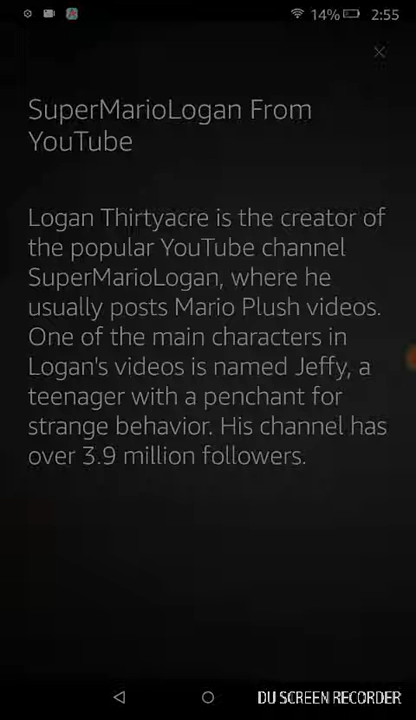 14% 2:55
SuperMarioLogan From
YouTube
Logan Thirtyacre is the creator of
the popular YouTube channel
SuperMarioLogan, where he
usually posts Mario Plush videos.
One of the main characters in
Logan's videos is named Jeffy, a
teenager with a penchant for
strange behavior. His channel has
over 3.9 million followers.
DU SCREEN RECORDER